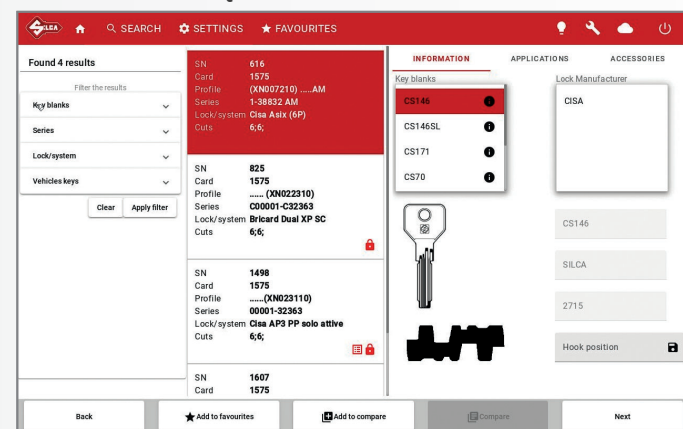 SILCA
SEARCH
SETTINGS
FAVOURITES
Found 4 results
Filter the results
Key blanks
Series
Lock/system
Vehicles keys
Clear
Apply filter
SN 616
Card 1575
Profile (XN007210) .....AM
Series 1-38832 AM
Lock/system Cisa Asix (6P)
Cuts 6;6;
SN 825
Card 1575
Profile ...... (XN022310)
Series C00001-C32363
Lock/system Bricard Dual XP SC
Cuts 6;6;
SN 1498
Card 1575
Profile ......(XN023110)
Series 00001-32363
Lock/system Cisa AP3 PP solo attive
Cuts 6;6;
SN 1607
Card 1575
INFORMATION
APPLICATIONS
ACCESSORIES
Key blanks
CS146
CS146SL
CS171
CS70
Lock Manufacturer
CISA
CS146
SILCA
2715
Hook position
Back
Add to favourites
Add to compare
Compare
Next